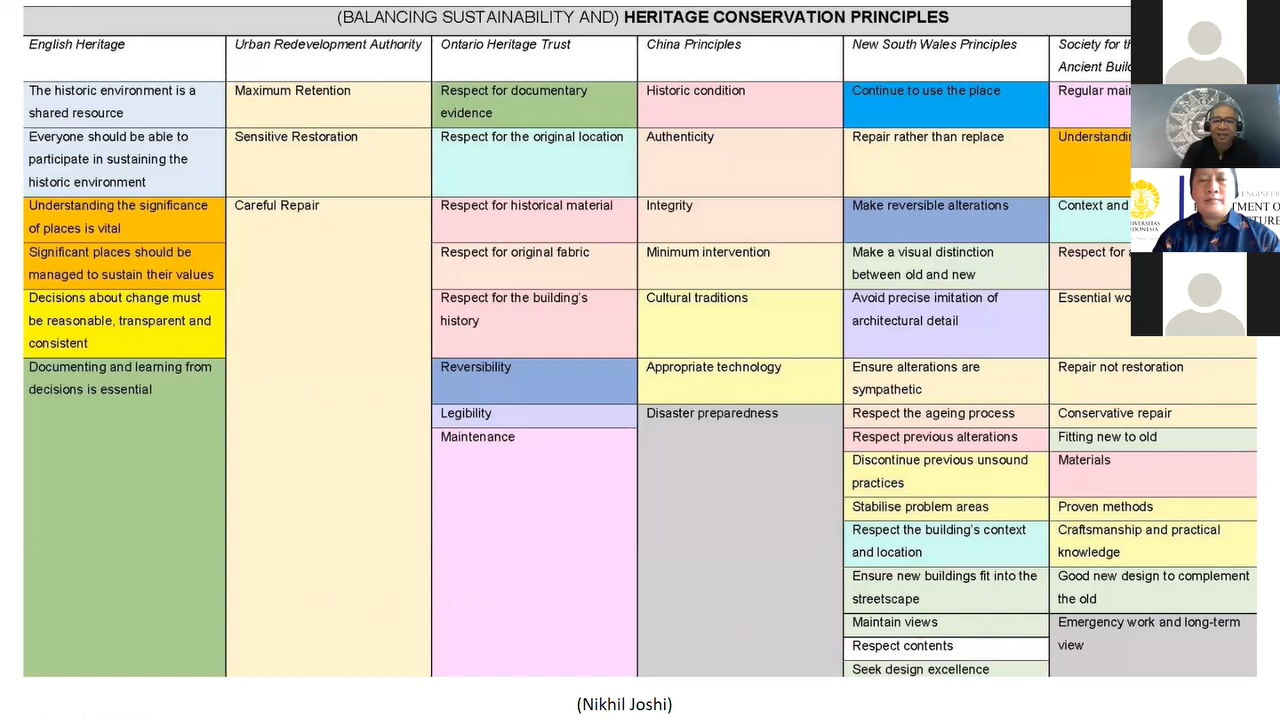 (BALANCING SUSTAINABILITY AND) HERITAGE CONSERVATION PRINCIPLES
English Heritage
The historic environment is a
shared resource
Everyone should be able to
participate in sustaining the
historic environment
Understanding the significance
of places is vital
Significant places should be
managed to sustain their values
Decisions about change must
be reasonable, transparent and
consistent
Documenting and learning from
decisions is essential
Urban Redevelopment Authority
Maximum Retention
Sensitive Restoration
Careful Repair
Ontario Heritage Trust
Respect for documentary
evidence
Respect for the original location
Respect for historical material
Respect for original fabric
Respect for the building's
history
Reversibility
Legibility
Maintenance
China Principles
Historic condition
Authenticity
Integrity
Minimum intervention
Cultural traditions
Appropriate technology
Disaster preparedness
New South Wales Principles
Continue to use the place
Repair rather than replace
Make reversible alterations
Make a visual distinction
between old and new
Avoid precise imitation of
architectural detail
Ensure alterations are
sympathetic
Respect the ageing process
Respect previous alterations
Discontinue previous unsound
practices
Stabilise problem areas
Respect the building's context
and location
Ensure new buildings fit into the
streetscape
Maintain views
Respect contents
Seek design excellence
Society for
Ancient
Regular
Context and
Respect for
Essential
Repair not restoration
Conservative repair
Fitting new to old
Materials
Proven methods
Craftsmanship and practical
knowledge
Good new design to complement
the old
Emergency work and long-term
view
(Nikhil Joshi)